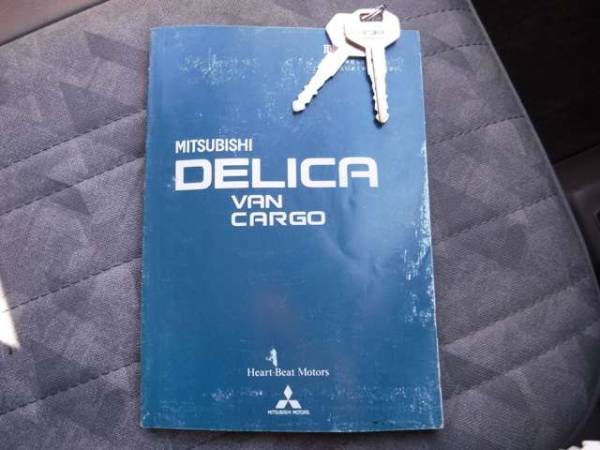 MITSUBISHI
DELICA
VAN
CARGO
Heart-Beat Motors
MITSUBISHI MOTORS